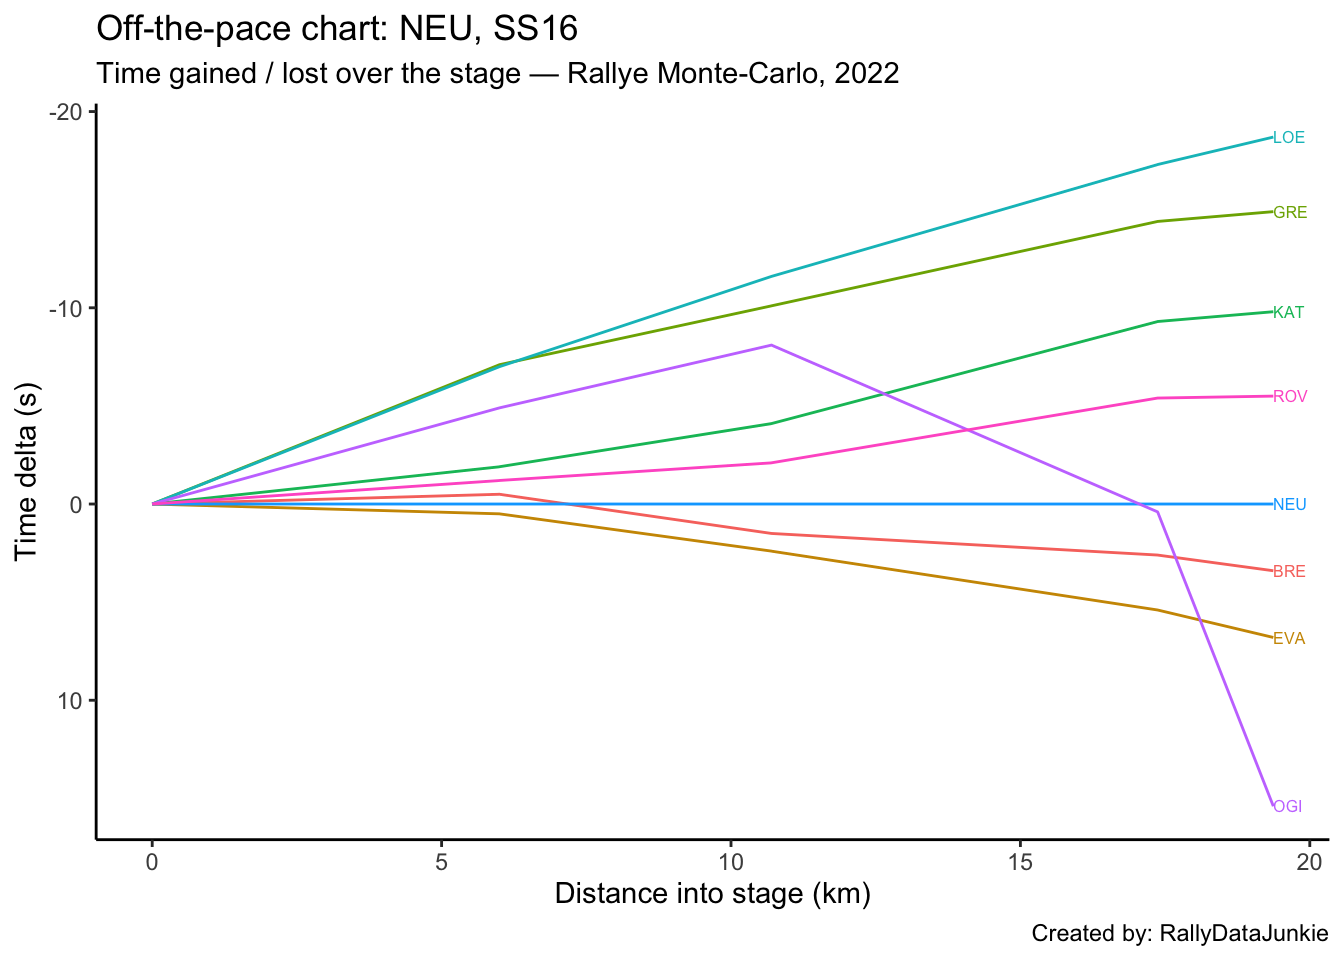 Off-the-pace chart: NEU, SS16
Time gained / lost over the stage — Rallye Monte-Carlo, 2022
-20
-10
0
10
Time delta (s)
LOE
GRE
KAT
ROV
NEU
BRE
EVA
OGI
0 5 10 15 20
Distance into stage (km)
Created by: RallyDataJunkie